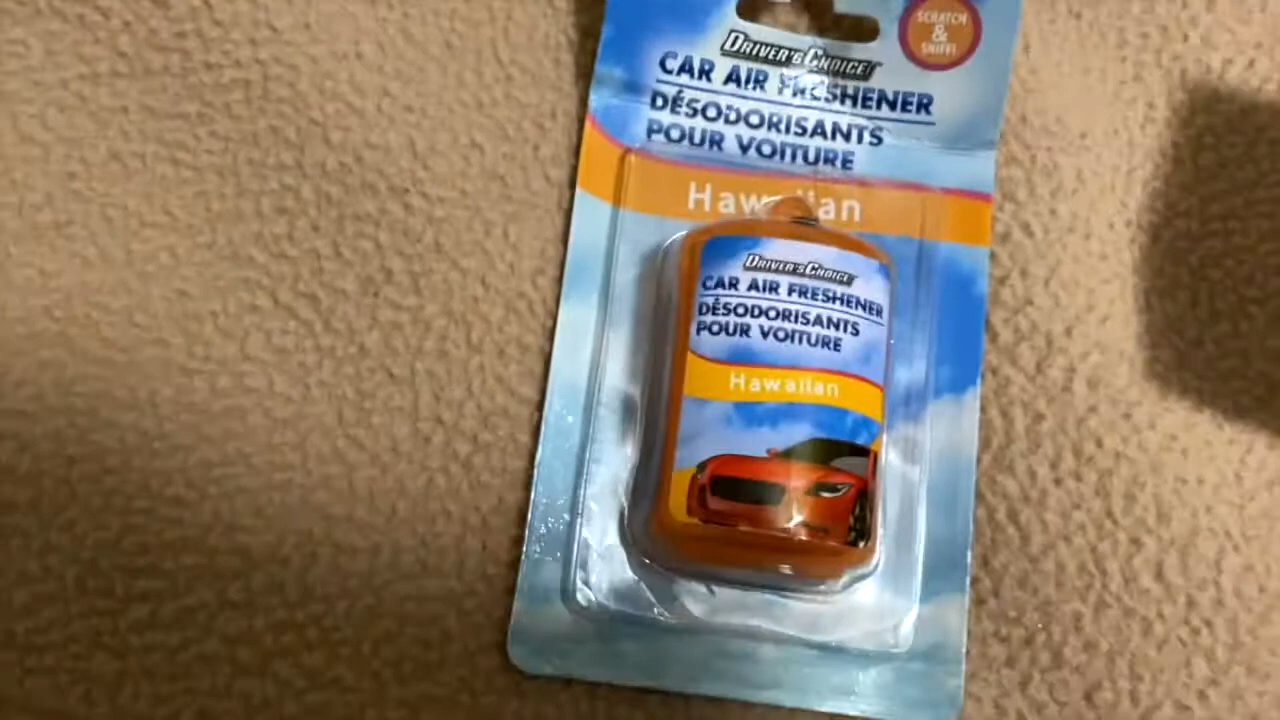 SCRATCH
&
SNIFF!
DRIVER'S CHOICE
CAR AIR FRESHENER
DÉSODORISANTS
POUR VOITURE
Hawaiian
DRIVER'S CHOICE
CAR AIR FRESHENER
DÉSODORISANTS
POUR VOITURE
Hawaiian